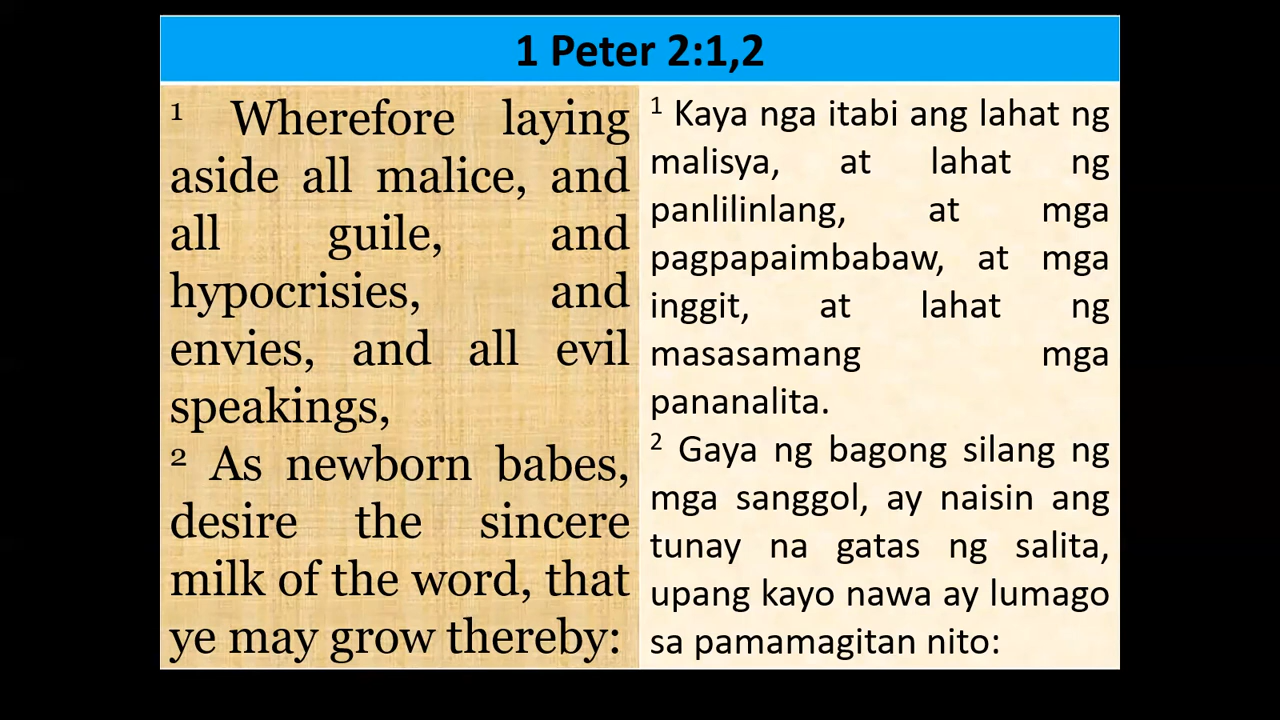 1 Peter 2:1,2
1 Wherefore laying
aside all malice, and
all guile, and
hypocrisies, and
envies, and all evil
speakings,
2 As newborn babes,
desire the sincere
milk of the word, that
ye may grow thereby:
1 Kaya nga itabi ang lahat ng
malisya, at lahat ng
panlilinlang, at mga
pagpapaimbabaw, at mga
inggit, at lahat ng
masasamang mga
pananalita.
2 Gaya ng bagong silang ng
mga sanggol, ay naisin ang
tunay na gatas ng salita,
upang kayo nawa ay lumago
sa pamamagitan nito: